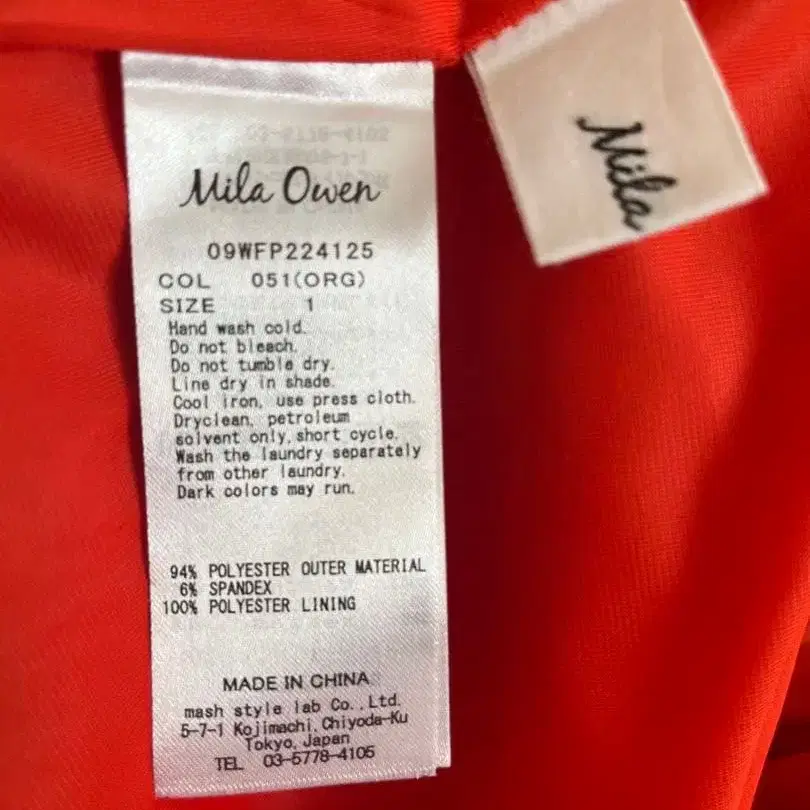 Mila Owen
09WFP224125
COL 051(ORG)
SIZE 1
Hand wash cold.
Do not bleach.
Do not tumble dry.
Line dry in shade.
Cool iron, use press cloth.
Dryclean, petroleum
solvent only, short cycle.
Wash the laundry separately
from other laundry.
Dark colors may run.
94% POLYESTER OUTER MATERIAL
6% SPANDEX
100% POLYESTER LINING
MADE IN CHINA
mash style lab Co., Ltd.
5-7-1 Kojimachi, Chiyoda-Ku
Tokyo, Japan
TEL 03-5778-4105
Mila